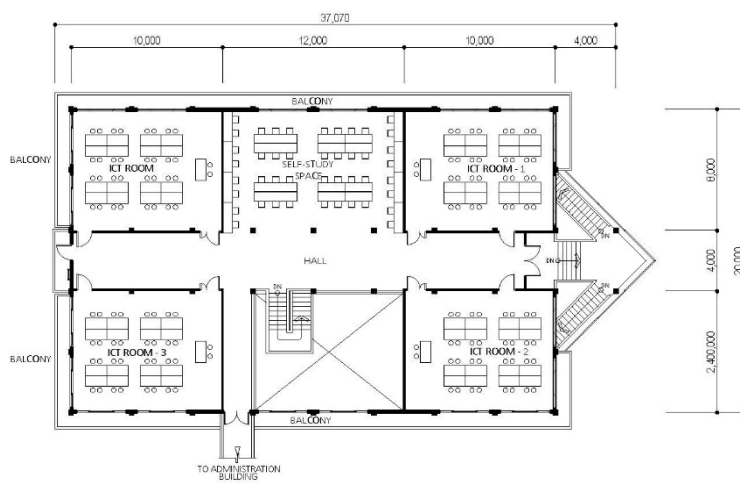 37,070
10,000
12,000
10,000
4,000
BALCONY
BALCONY
ICT ROOM
SELF-STUDY
SPACE
ICT ROOM - 1
8,000
DN
HALL
DN
4,000
20,000
DN
DN
BALCONY
ICT ROOM - 3
ICT ROOM - 2
2,400,000
BALCONY
TO ADMINISTRATION
BUILDING